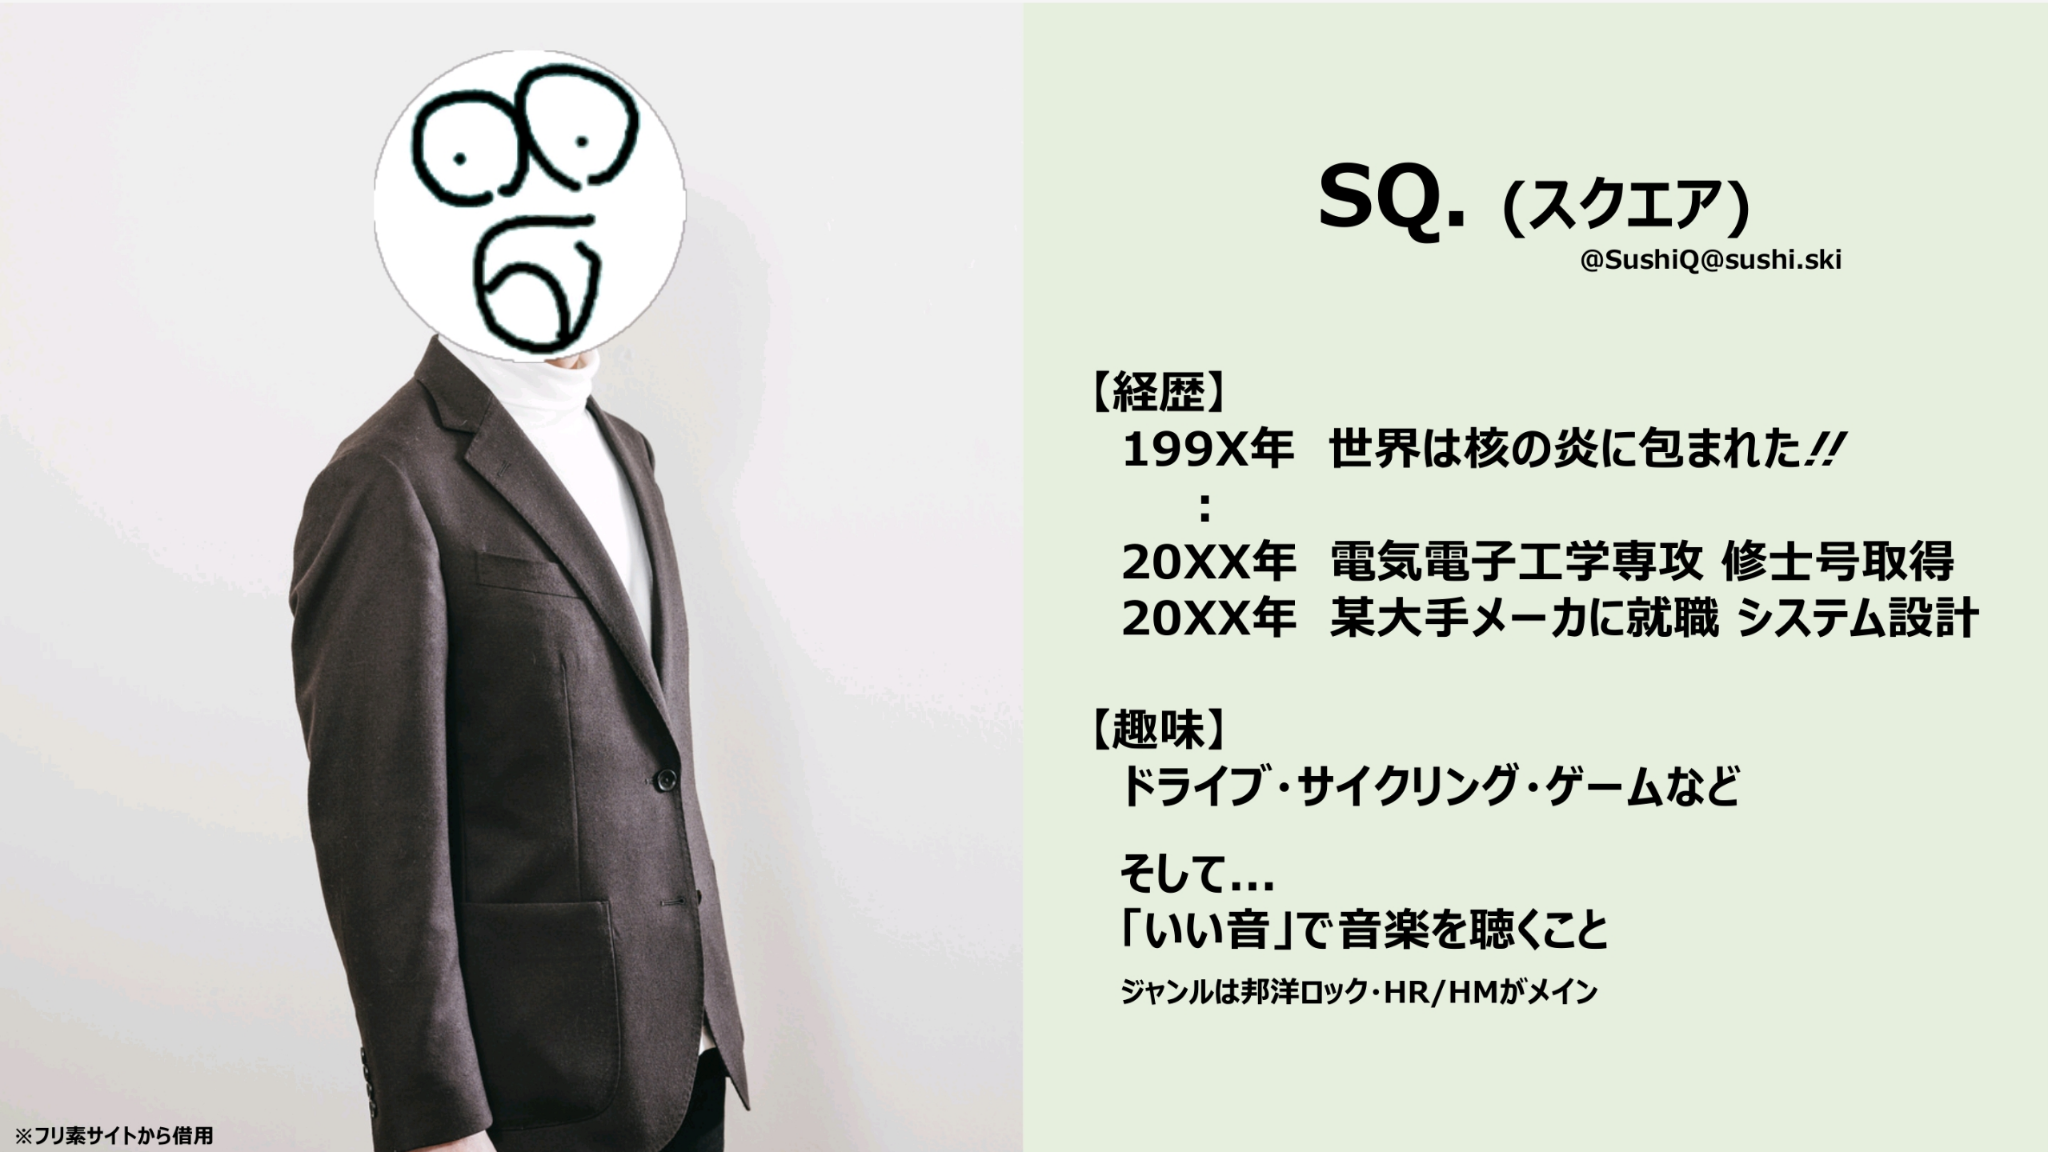 SQ. (スクエア)
@SushiQ@sushi.ski
【経歴】
199X年 世界は核の炎に包まれた!!
:
20XX年 電気電子工学専攻 修士号取得
20XX年 某大手メーカに就職 システム設計
【趣味】
ドライブ・サイクリング・ゲームなど
そして...
「いい音」で音楽を聴くこと
ジャンルは邦洋ロック・HR/HMがメイン
※フリ素サイトから借用